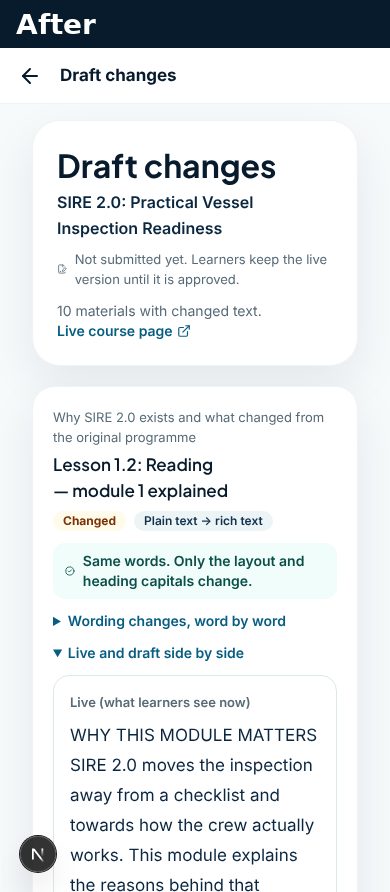 After
Draft changes
Draft changes
SIRE 2.0: Practical Vessel
Inspection Readiness
Not submitted yet. Learners keep the live
version until it is approved.
10 materials with changed text.
Live course page
Why SIRE 2.0 exists and what changed from
the original programme
Lesson 1.2: Reading
— module 1 explained
Changed
Plain text → rich text
Same words. Only the layout and
heading capitals change.
Wording changes, word by word
Live and draft side by side
Live (what learners see now)
WHY THIS MODULE MATTERS
SIRE 2.0 moves the inspection
away from a checklist and
towards how the crew actually
works. This module explains
the reasons behind that
N